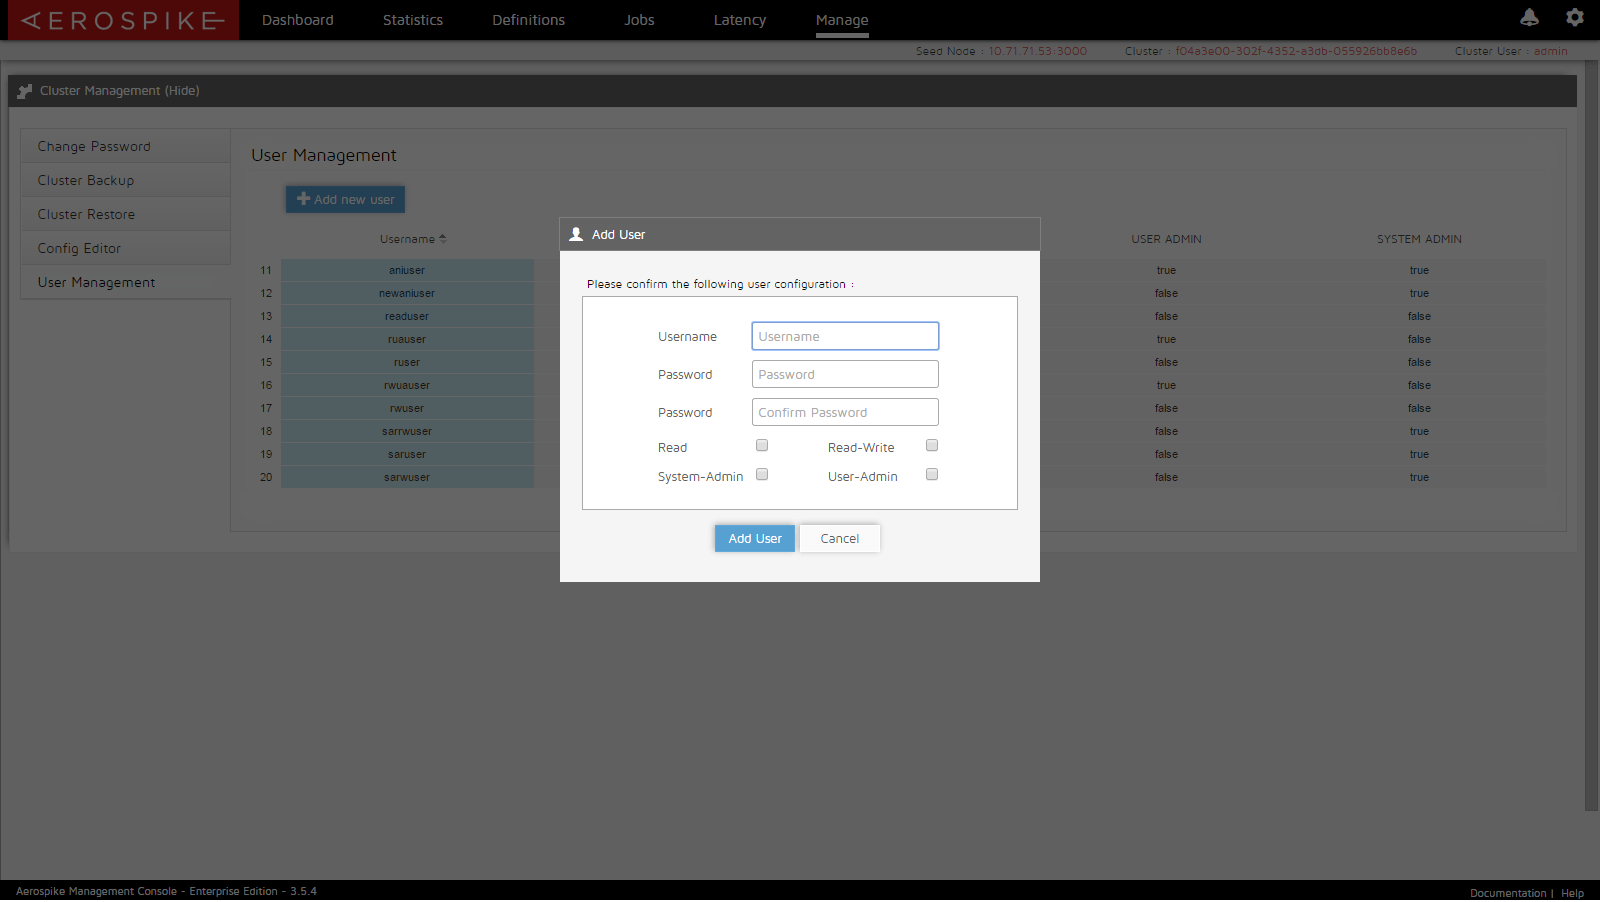 AEROSPIKE Dashboard Statistics Definitions Jobs Latency Manage
Seed Node : 10.71.71.53:3000 Cluster : f04a3e00-302f-4352-a3db-055926bb8e6b Cluster User : admin
Cluster Management (Hide)
Change Password
Cluster Backup
Cluster Restore
Config Editor
User Management
User Management
Add new user
Username USER ADMIN SYSTEM ADMIN
11 aniuser true true
12 newaniuser false true
13 readuser false false
14 ruauser true false
15 ruser false false
16 rwuauser true false
17 rwuser false false
18 sarrwuser false true
19 saruser false true
20 sarwuser false true
Add User
Please confirm the following user configuration :
Username Username
Password Password
Password Confirm Password
Read Read-Write
System-Admin User-Admin
Add User Cancel
Aerospike Management Console - Enterprise Edition - 3.5.4
Documentation | Help